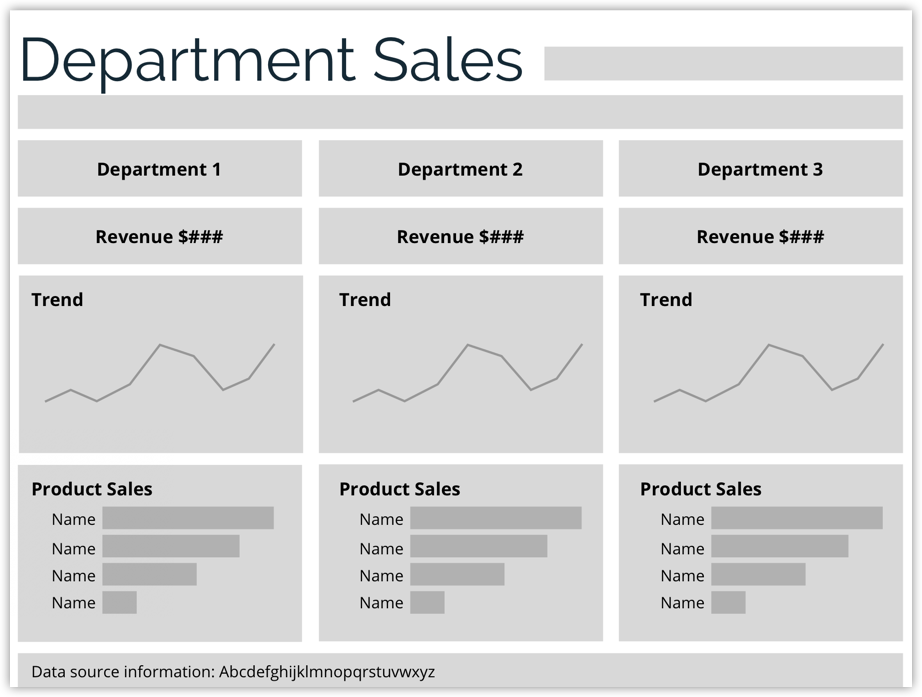 Department Sales
Department 1
Department 2
Department 3
Revenue $###
Revenue $###
Revenue $###
Trend
Trend
Trend
Product Sales
Name
Name
Name
Name
Product Sales
Name
Name
Name
Name
Product Sales
Name
Name
Name
Name
Data source information: Abcdefghijklmnopqrstuvwxyz